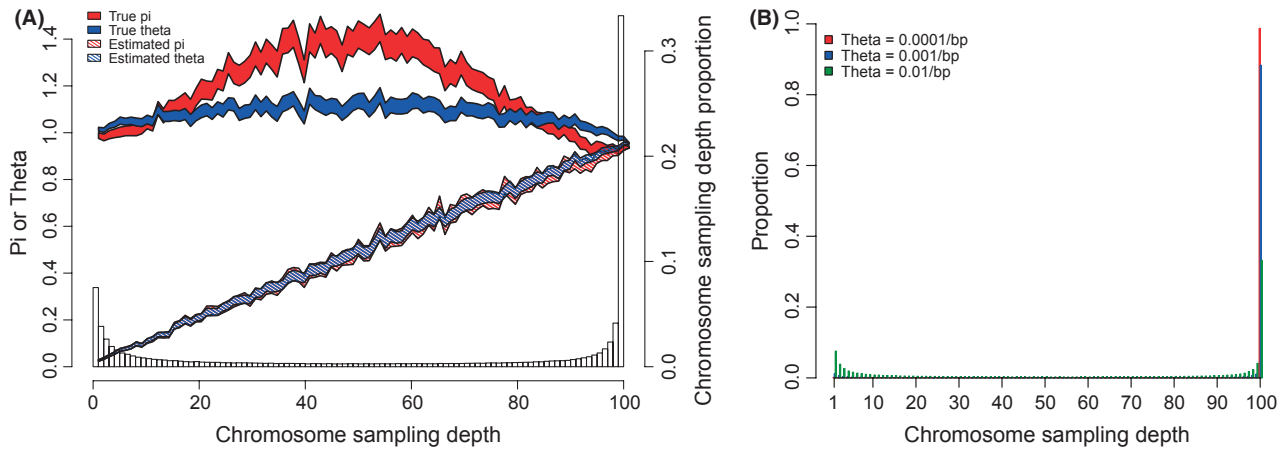 (A)
True pi
True theta
Estimated pi
Estimated theta
Pi or Theta
0.0 0.2 0.4 0.6 0.8 1.0 1.2 1.4
0.0 0.1 0.2 0.3
Chromosome sampling depth proportion
0 20 40 60 80 100
Chromosome sampling depth
(B)
Theta = 0.0001/bp
Theta = 0.001/bp
Theta = 0.01/bp
Proportion
0.0 0.2 0.4 0.6 0.8 1.0
1 10 20 30 40 50 60 70 80 90 100
Chromosome sampling depth